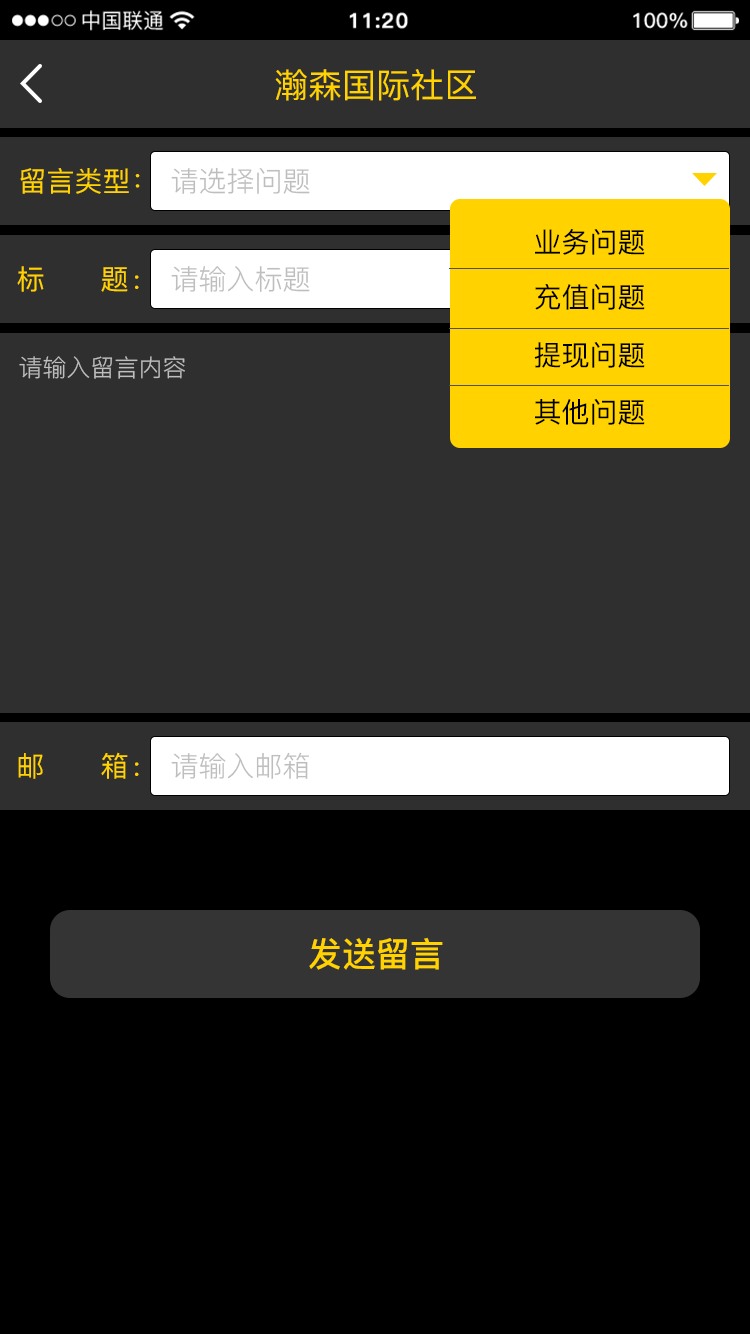 中国联通 11:20 100%
瀚森国际社区
留言类型: 请选择问题
业务问题
标 题: 请输入标题
充值问题
提现问题
请输入留言内容
其他问题
邮 箱: 请输入邮箱
发送留言